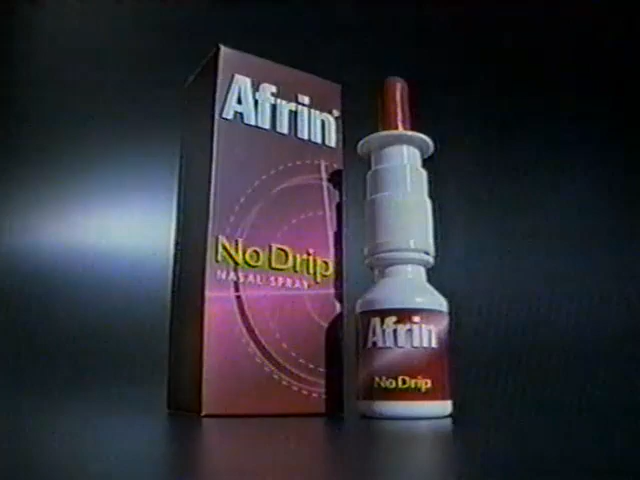 Afrin®
No Drip
NASAL SPRAY
Afrin
No Drip